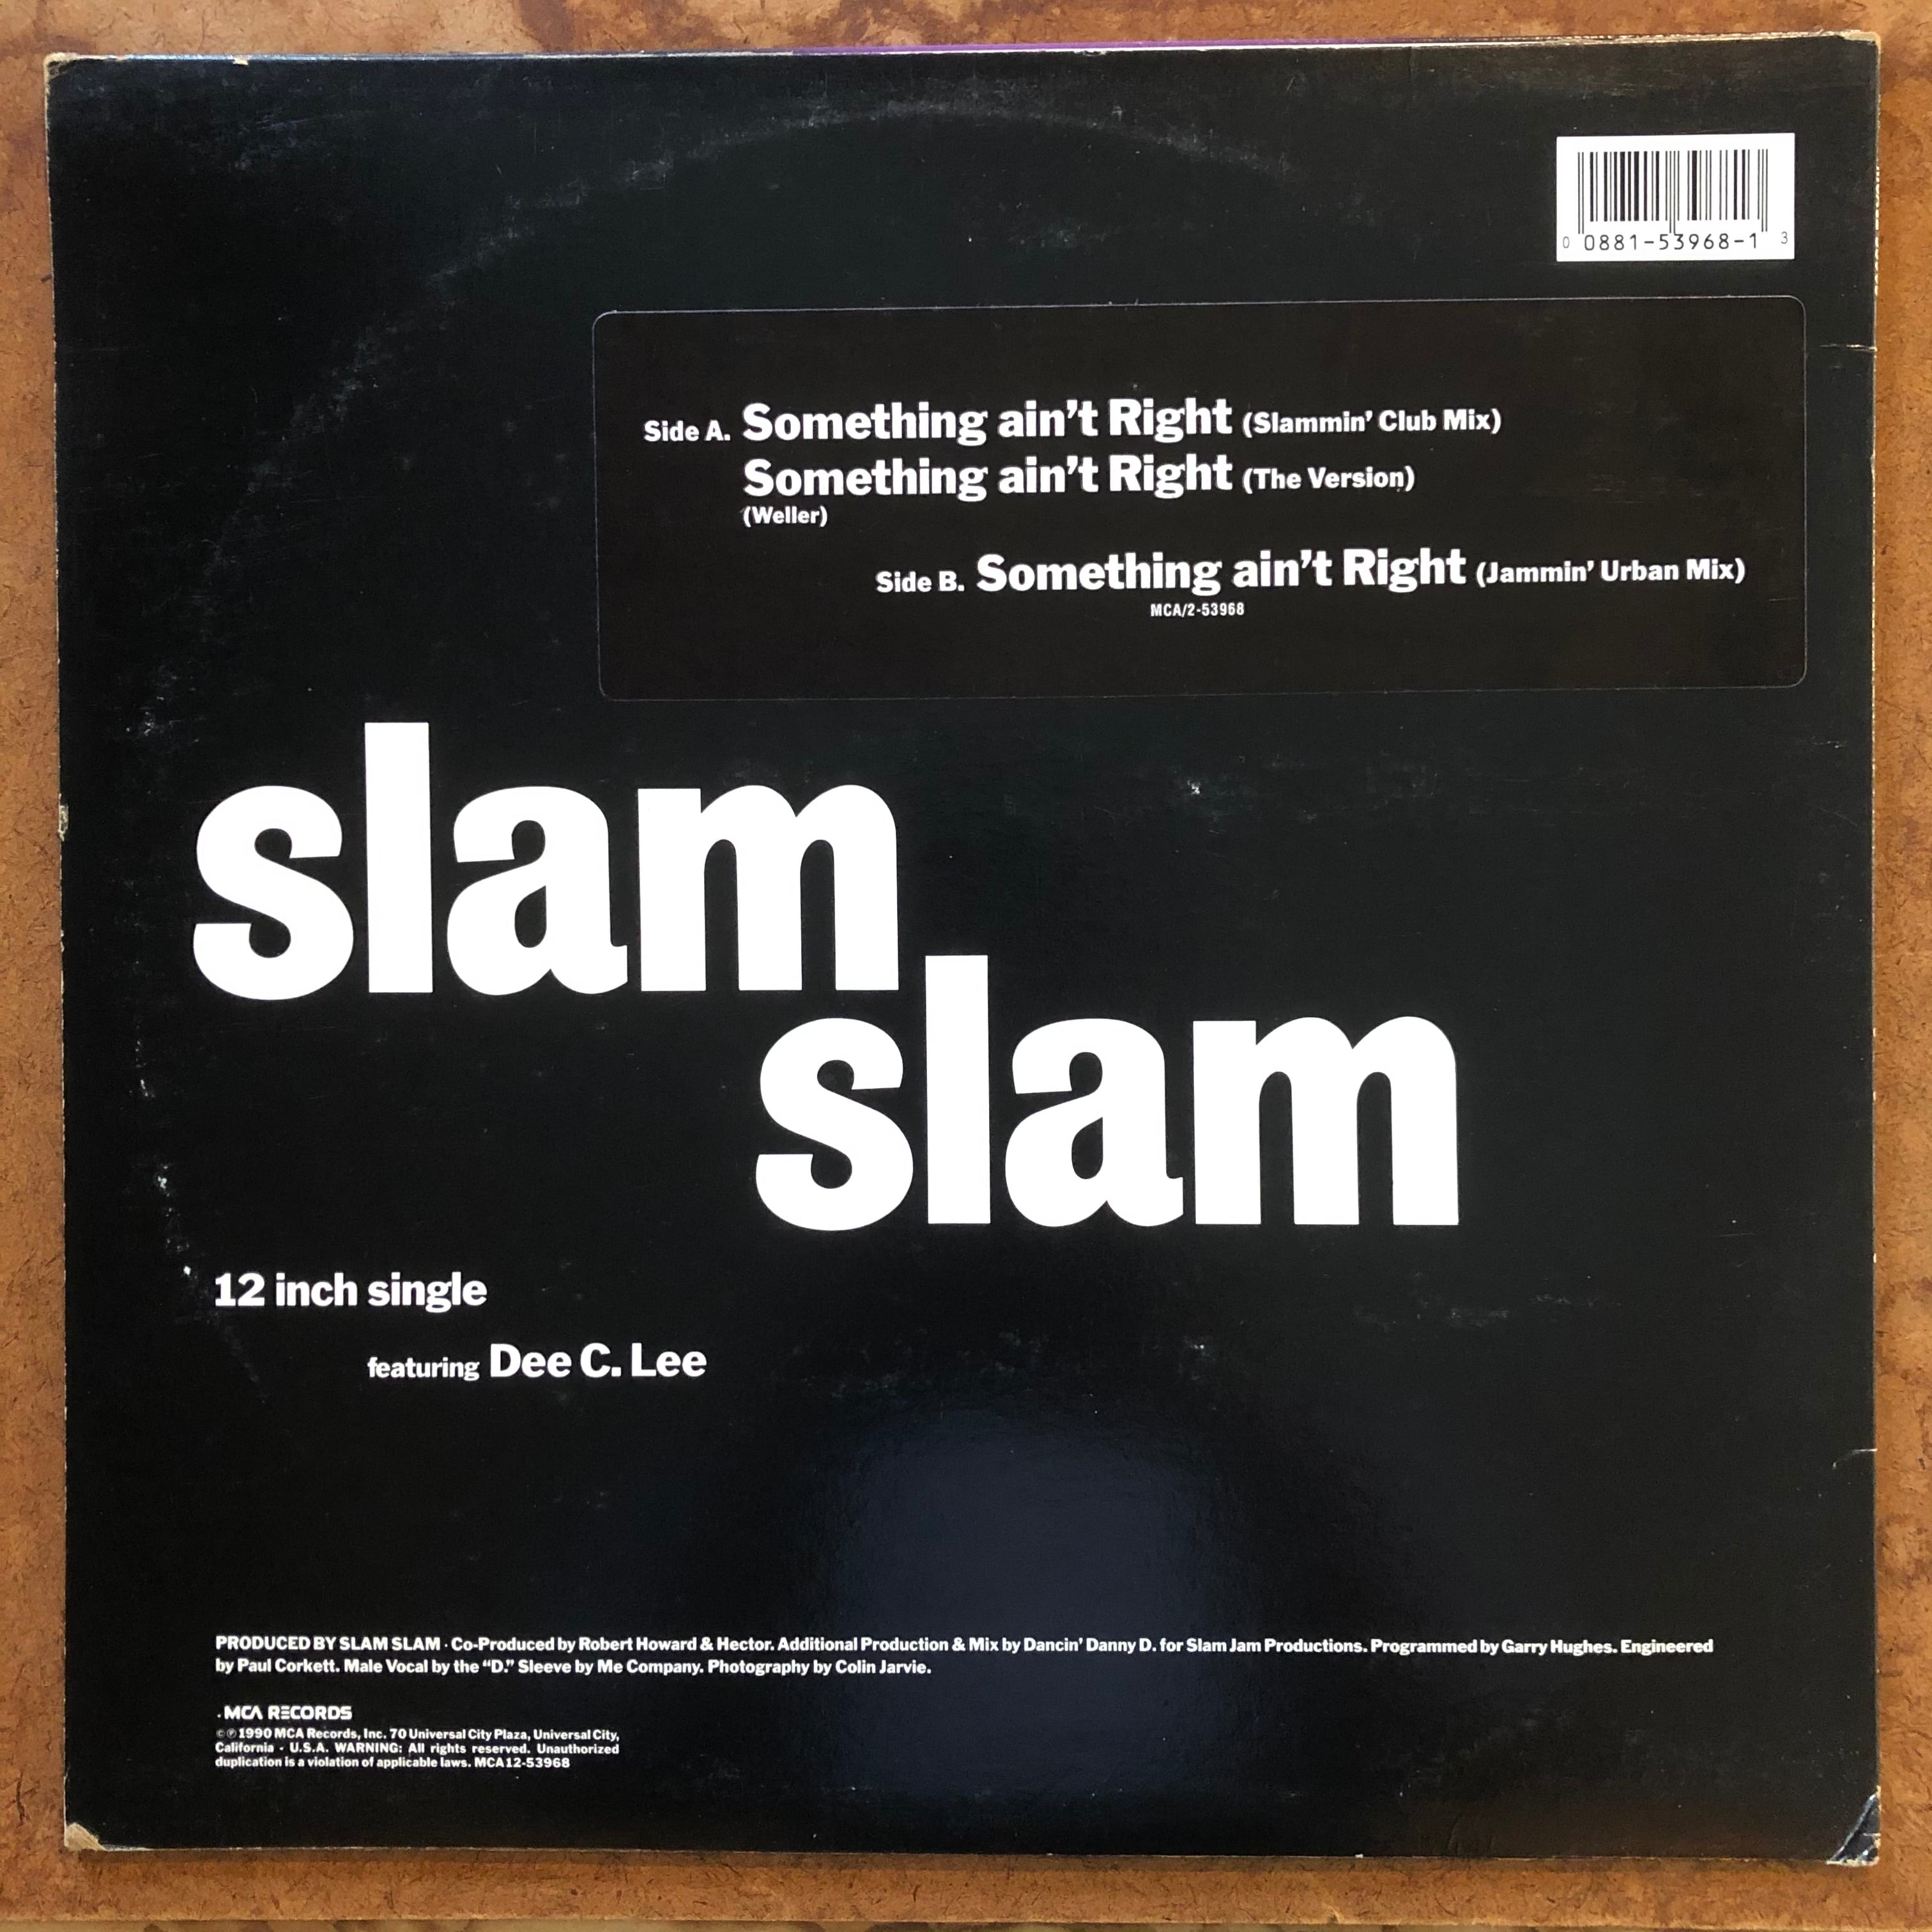 0 0881-53968-1 3
Side A. Something ain't Right (Slammin' Club Mix)
Something ain't Right (The Version)
(Weller)
Side B. Something ain't Right (Jammin' Urban Mix)
MCA/2-53968
slam
slam
12 inch single
featuring Dee C. Lee
PRODUCED BY SLAM SLAM · Co-Produced by Robert Howard & Hector. Additional Production & Mix by Dancin' Danny D. for Slam Jam Productions. Programmed by Garry Hughes. Engineered
by Paul Corkett. Male Vocal by the “D.” Sleeve by Me Company. Photography by Colin Jarvie.
.MCA RECORDS
©℗1990 MCA Records, Inc. 70 Universal City Plaza, Universal City,
California - U.S.A. WARNING: All rights reserved. Unauthorized
duplication is a violation of applicable laws. MCA12-53968